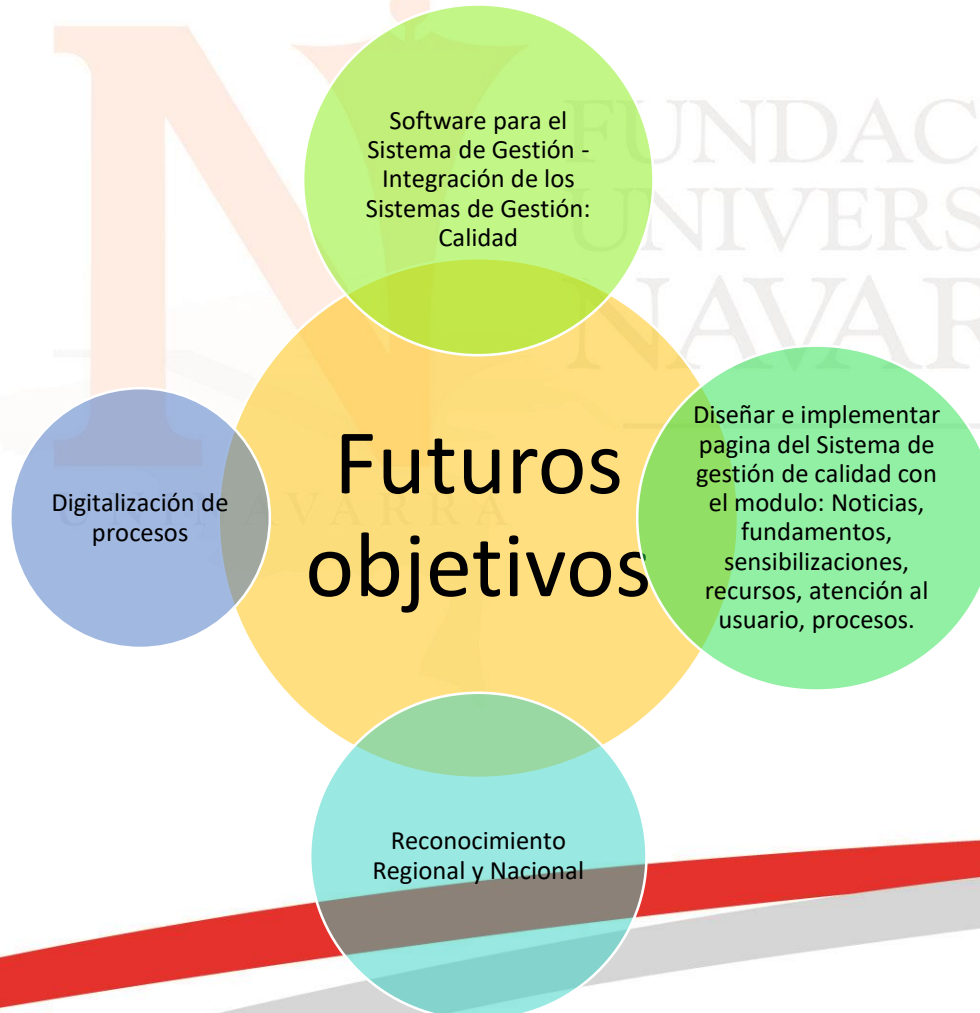 Software para el
Sistema de Gestión -
Integración de los
Sistemas de Gestión:
Calidad
FUNDAC
UNIVERS
NAVAR
Diseñar e implementar
pagina del Sistema de
gestión de calidad con
el modulo: Noticias,
fundamentos,
sensibilizaciones,
recursos, atención al
usuario, procesos.
Futuros
objetivos
Digitalización de
procesos
UNINAVARRA
Reconocimiento
Regional y Nacional